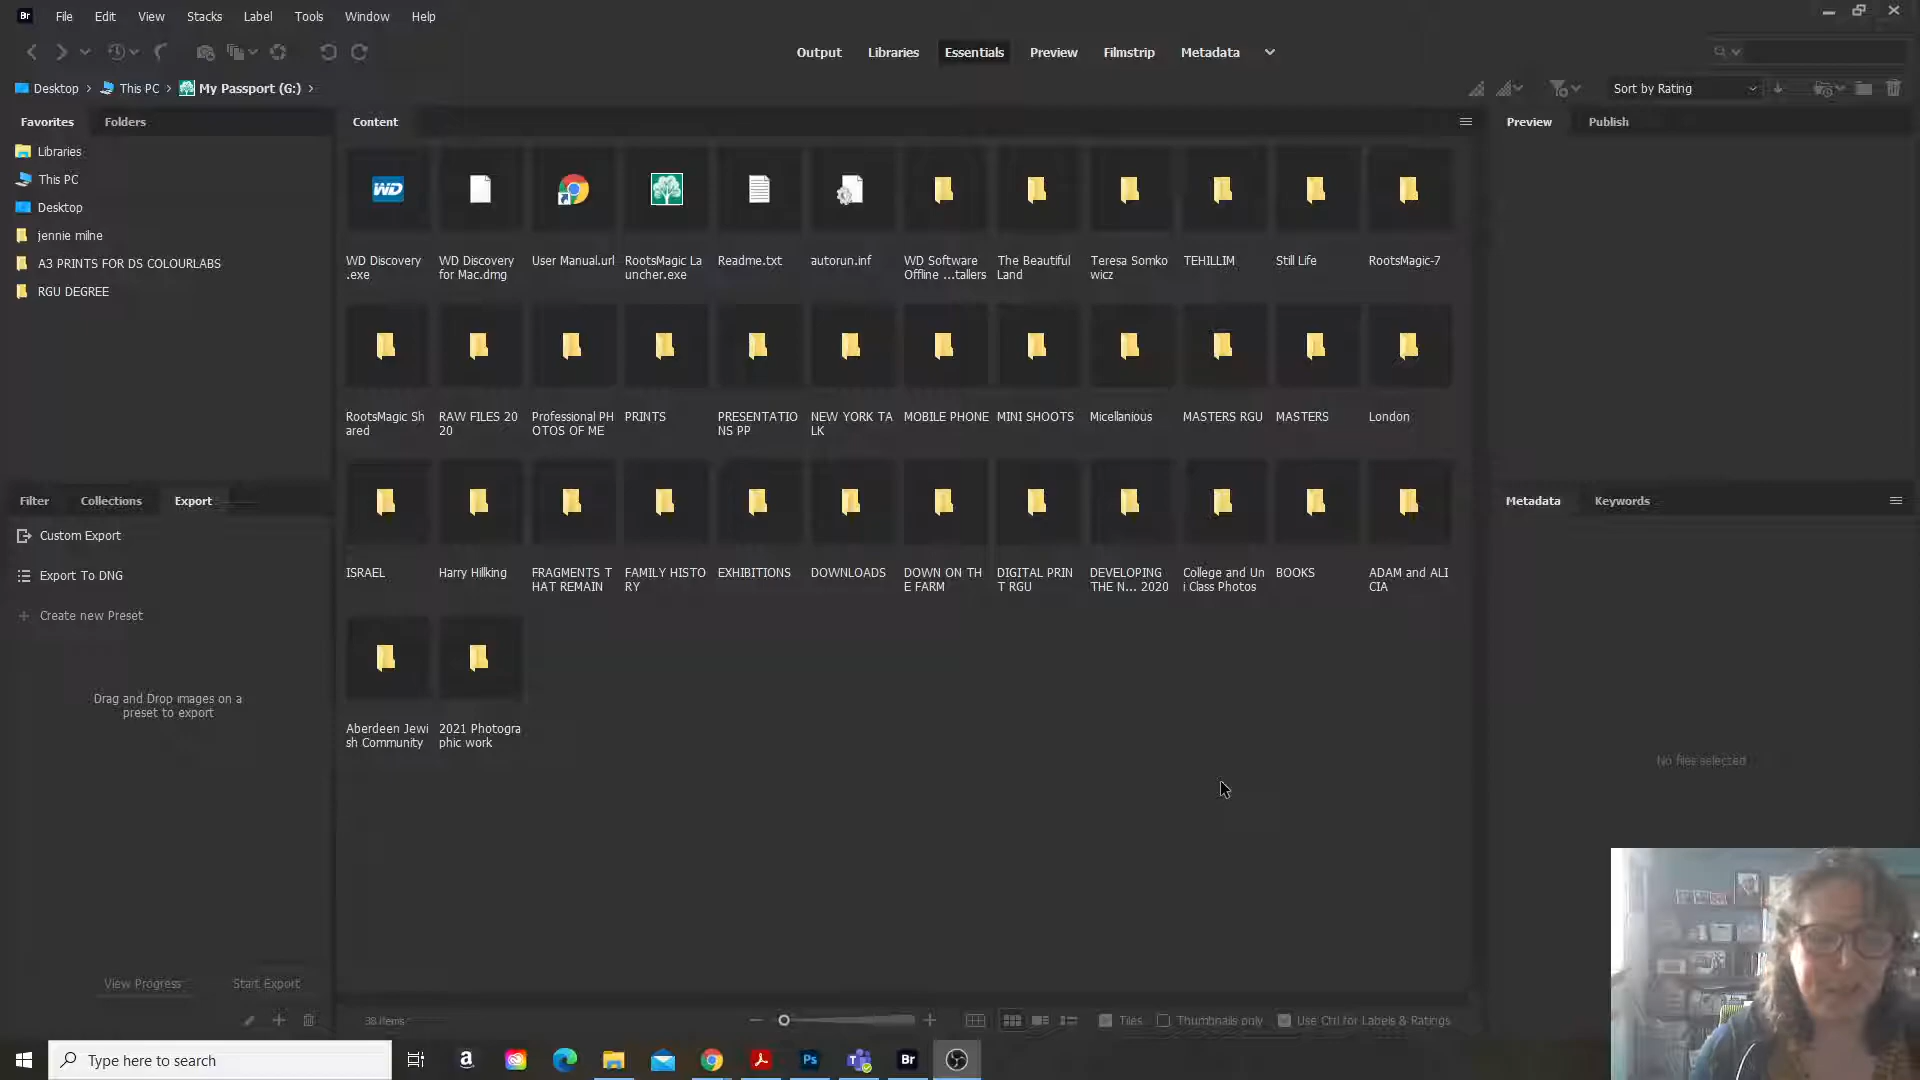 Br File Edit View Stacks Label Tools Window Help
Output Libraries Essentials Preview Filmstrip Metadata
Desktop This PC My Passport (G:) Sort by Rating
Favorites Folders
Libraries
This PC
Desktop
jennie milne
A3 PRINTS FOR DS COLOURLABS
RGU DEGREE
Filter Collections Export
Custom Export
Export To DNG
Create new Preset
Drag and Drop images on a
preset to export
View Progress Start Export
Content
WD
WD Discovery
.exe
WD Discovery
for Mac.dmg
User Manual.url
RootsMagic La
uncher.exe
Readme.txt
autorun.inf
WD Software
Offline ...tallers
The Beautiful
Land
Teresa Somko
wicz
TEHILLIM
Still Life
RootsMagic-7
RootsMagic Sh
ared
RAW FILES 20
20
Professional PH
OTOS OF ME
PRINTS
PRESENTATIO
NS PP
NEW YORK TA
LK
MOBILE PHONE
MINI SHOOTS
Micellanious
MASTERS RGU
MASTERS
London
ISRAEL
Harry Hillking
FRAGMENTS T
HAT REMAIN
FAMILY HISTO
RY
EXHIBITIONS
DOWNLOADS
DOWN ON TH
E FARM
DIGITAL PRIN
T RGU
DEVELOPING
THE N... 2020
College and Un
i Class Photos
BOOKS
ADAM and ALI
CIA
Aberdeen Jewi
sh Community
2021 Photogra
phic work
38 items
Tiles Thumbnails only Use Ctrl for Labels & Ratings
Preview Publish
Metadata Keywords
No files selected
Type here to search
a Ps Br